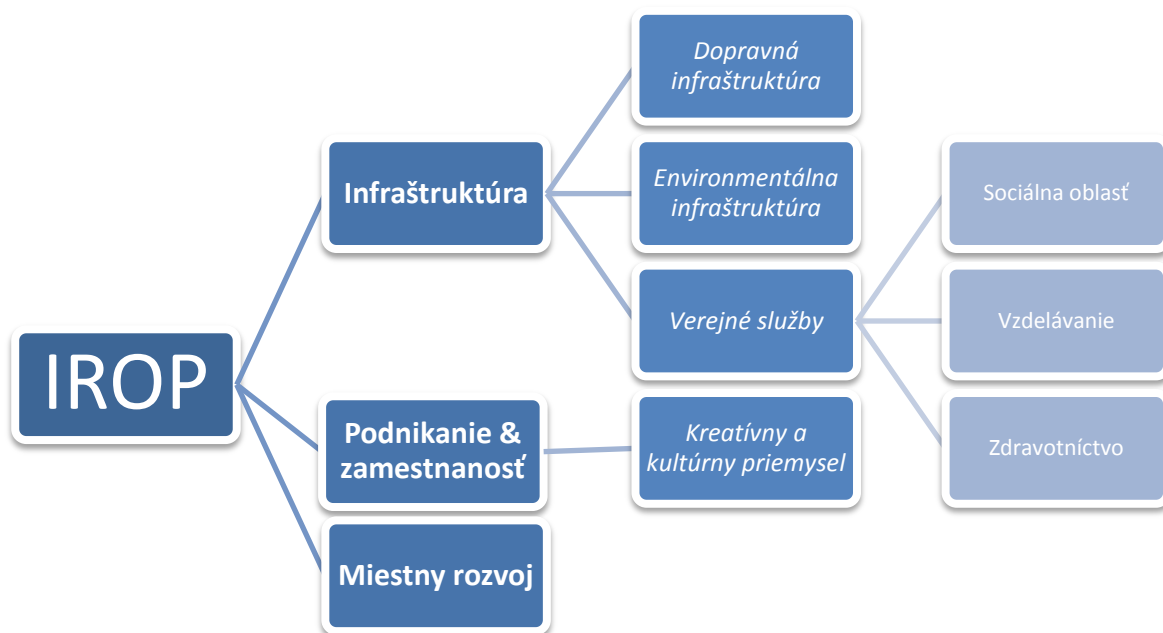 IROP
Infraštruktúra
Dopravná
infraštruktúra
Environmentálna
infraštruktúra
Verejné služby
Sociálna oblasť
Vzdelávanie
Zdravotníctvo
Podnikanie &
zamestnanosť
Kreatívny a
kultúrny priemysel
Miestny rozvoj